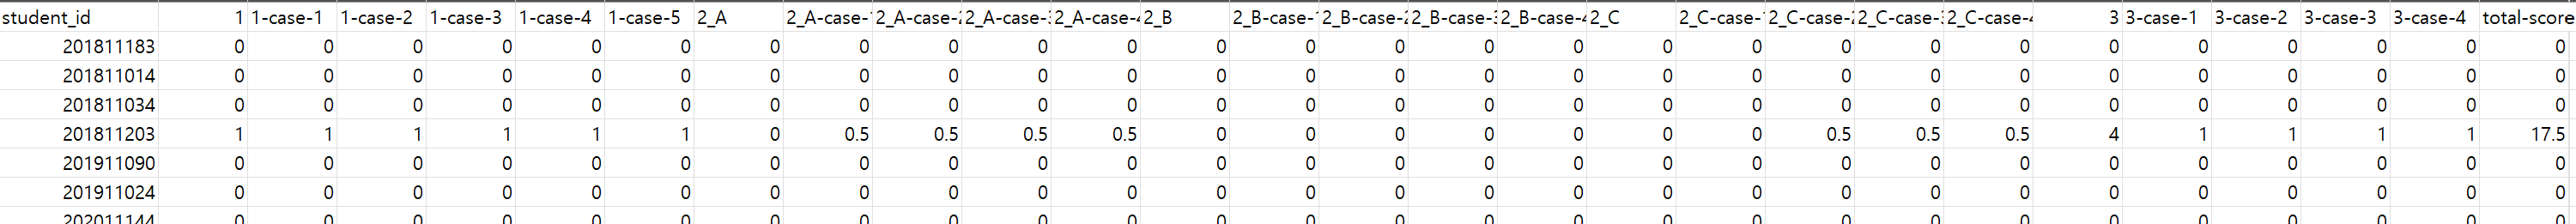 student_id 1 1-case-1 1-case-2 1-case-3 1-case-4 1-case-5 2_A 2_A-case-1 2_A-case-2 2_A-case-3 2_A-case-4 2_B 2_B-case-1 2_B-case-2 2_B-case-3 2_B-case-4 2_C 2_C-case-1 2_C-case-2 2_C-case-3 2_C-case-4 3 3-case-1 3-case-2 3-case-3 3-case-4 total-score
201811183 0 0 0 0 0 0 0 0 0 0 0 0 0 0 0 0 0 0 0 0 0 0 0 0 0 0 0
201811014 0 0 0 0 0 0 0 0 0 0 0 0 0 0 0 0 0 0 0 0 0 0 0 0 0 0 0
201811034 0 0 0 0 0 0 0 0 0 0 0 0 0 0 0 0 0 0 0 0 0 0 0 0 0 0 0
201811203 1 1 1 1 1 1 0 0.5 0.5 0.5 0.5 0 0 0 0 0 0 0 0.5 0.5 0.5 4 1 1 1 1 17.5
201911090 0 0 0 0 0 0 0 0 0 0 0 0 0 0 0 0 0 0 0 0 0 0 0 0 0 0 0
201911024 0 0 0 0 0 0 0 0 0 0 0 0 0 0 0 0 0 0 0 0 0 0 0 0 0 0 0
202011144 0 0 0 0 0 0 0 0 0 0 0 0 0 0 0 0 0 0 0 0 0 0 0 0 0 0 0